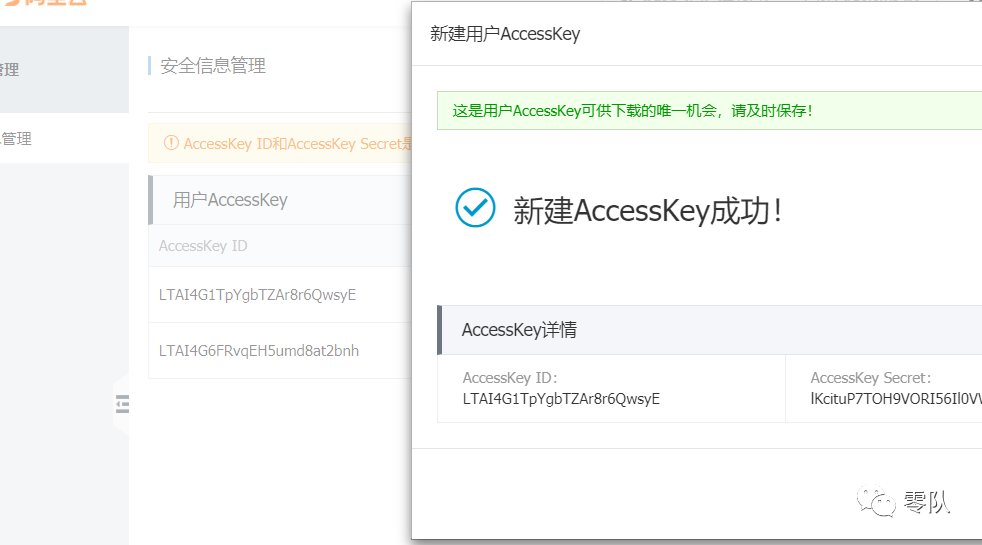 管理
管理
安全信息管理
AccessKey ID和AccessKey Secret是
用户AccessKey
AccessKey ID
LTAI4G1TpYgbTZAr8r6QwsyE
LTAI4G6FRvqEH5umd8at2bnh
新建用户AccessKey
这是用户AccessKey可供下载的唯一机会，请及时保存！
新建AccessKey成功！
AccessKey详情
AccessKey ID：
LTAI4G1TpYgbTZAr8r6QwsyE
AccessKey Secret：
lKcituP7TOH9VORI56Il0V
零队